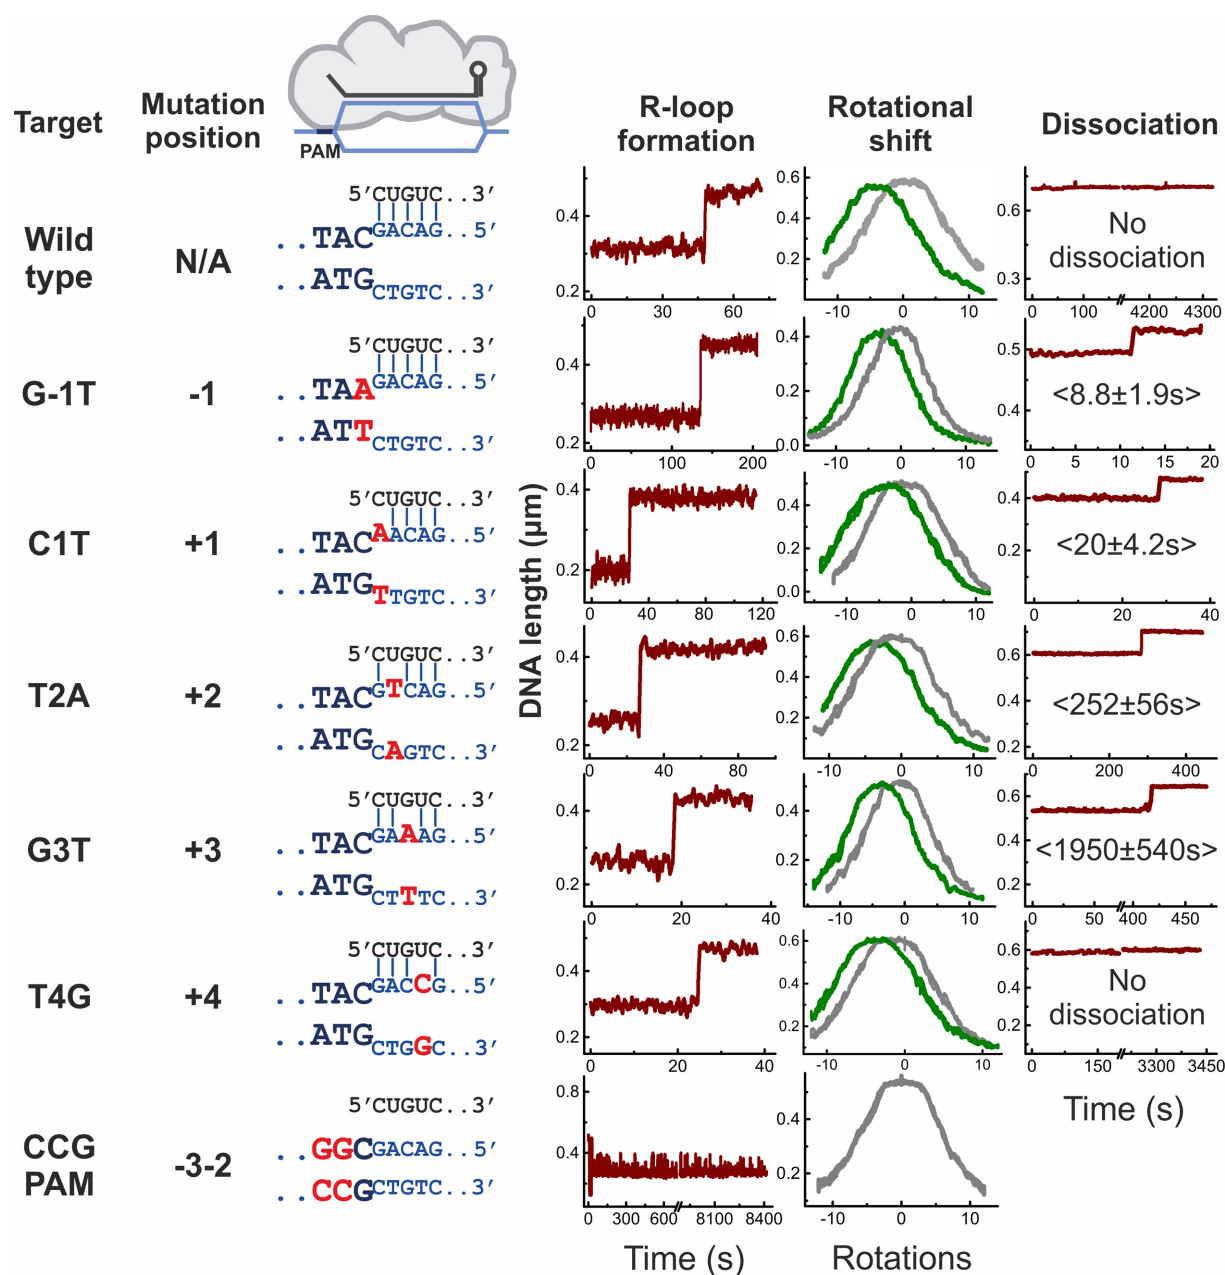 Target
Mutation
position
PAM
R-loop
formation
Rotational
shift
Dissociation
Wild
type
N/A
5′CUGUC..3′
..TACGACAG..5′
..ATGCTGTC..3′
0.4
0.2
0 30 60
0.6
0.4
0.2
-10 0 10
0.6
0.3
No
dissociation
0 100 4200 4300
G-1T
-1
5′CUGUC..3′
..TAAGACAG..5′
..ATTCTGTC..3′
0.4
0.2
0 100 200
0.4
0.2
0.0
-10 0 10
0.5
0.4
<8.8±1.9s>
0 5 10 15 20
C1T
+1
5′CUGUC..3′
..TACAACAG..5′
..ATGTTGTC..3′
0.4
0.2
0 40 80 120
0.4
0.2
0.0
-10 0 10
0.4
0.2
<20±4.2s>
0 20 40
T2A
+2
5′CUGUC..3′
..TACGTCAG..5′
..ATGCAGTC..3′
0.4
0.2
0 40 80
0.6
0.4
0.2
-10 0 10
0.6
0.4
0.2
<252±56s>
0 200 400
G3T
+3
5′CUGUC..3′
..TACGAAAG..5′
..ATGCTTTC..3′
0.4
0.2
0 20 40
0.4
0.2
-10 0 10
0.6
0.4
0.2
<1950±540s>
0 50 400 450
T4G
+4
5′CUGUC..3′
..TACGACCG..5′
..ATGCTGGC..3′
0.4
0.2
0 20 40
0.6
0.4
0.2
-10 0 10
0.6
0.4
0.2
No
dissociation
0 150 3300 3450
CCG
PAM
-3-2
5′CUGUC..3′
..GGCGACAG..5′
..CCGCTGTC..3′
0.8
0.4
0 300 600 8100 8400
0.4
0.2
-10 0 10
DNA length (μm)
Time (s)
Rotations
Time (s)